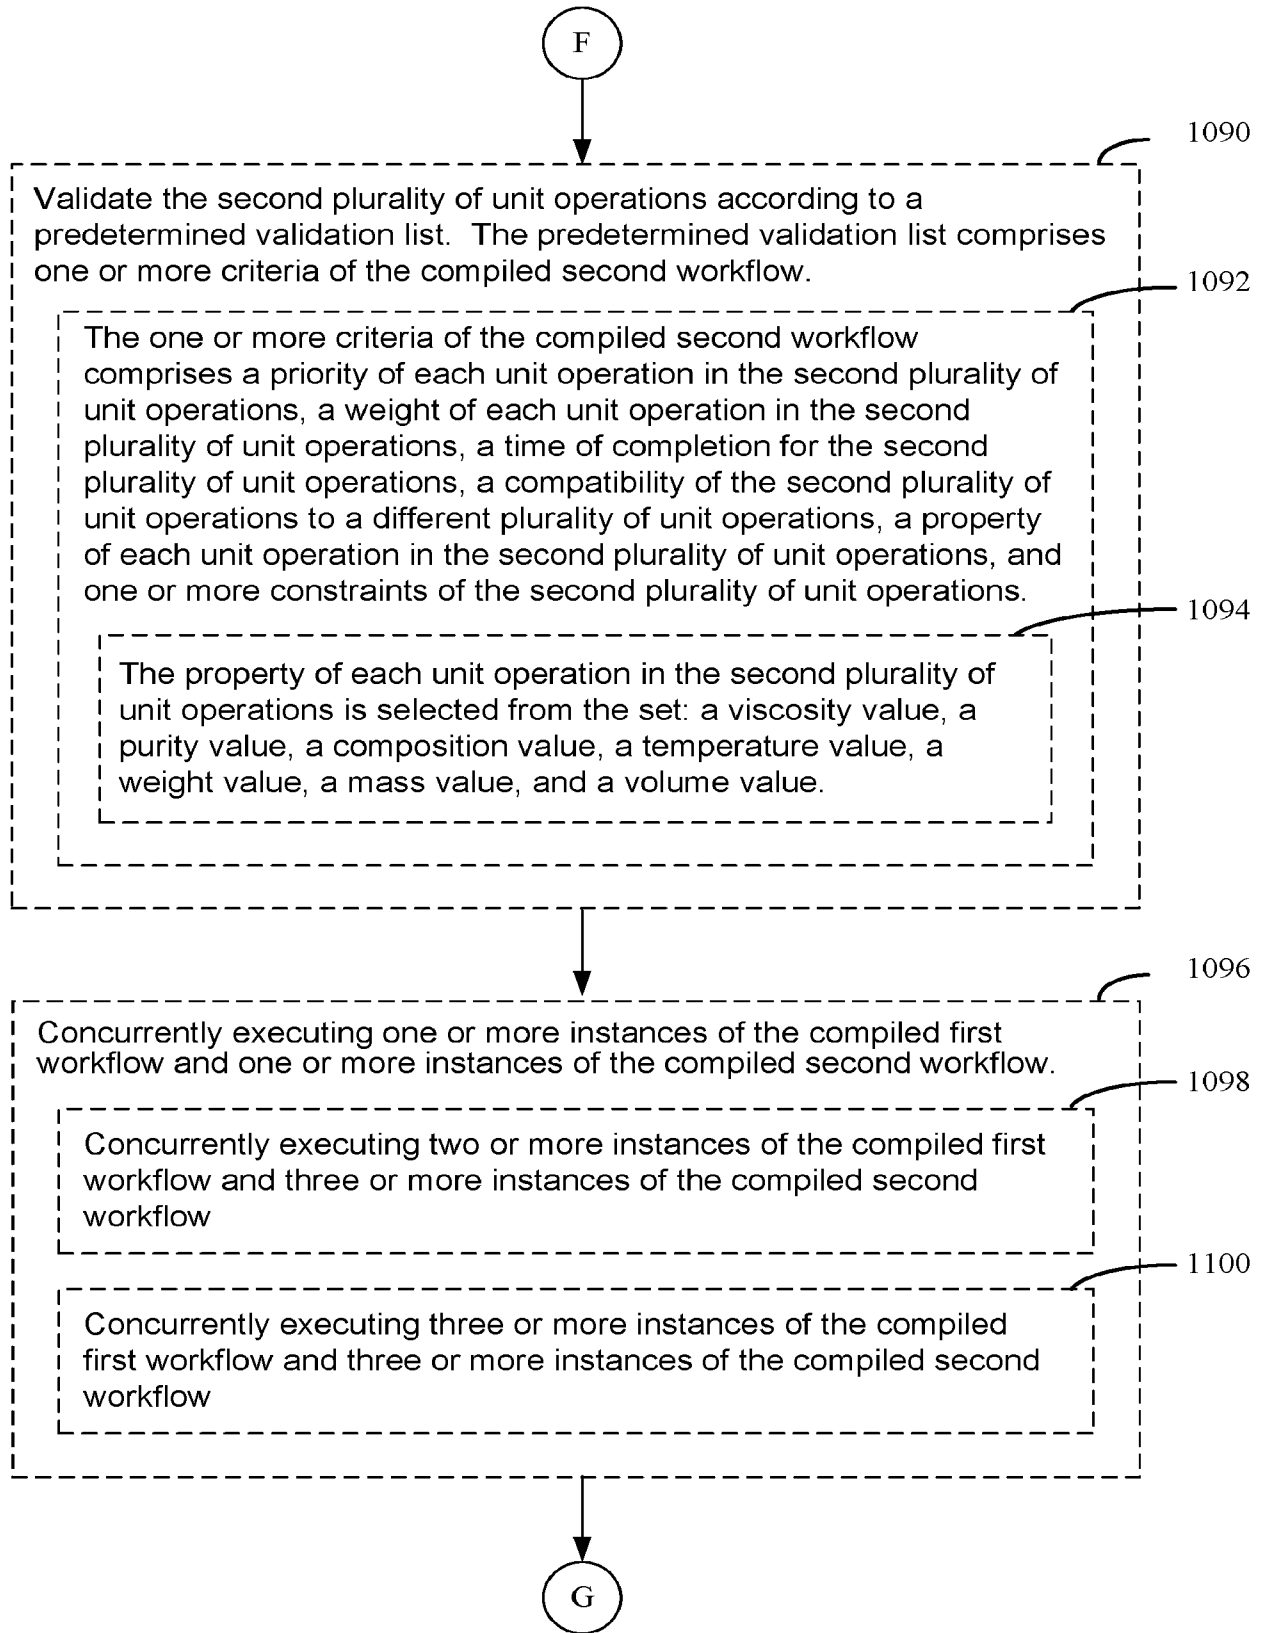 F
1090
Validate the second plurality of unit operations according to a
predetermined validation list.  The predetermined validation list comprises
one or more criteria of the compiled second workflow.
1092
The one or more criteria of the compiled second workflow
comprises a priority of each unit operation in the second plurality of
unit operations, a weight of each unit operation in the second
plurality of unit operations, a time of completion for the second
plurality of unit operations, a compatibility of the second plurality of
unit operations to a different plurality of unit operations, a property
of each unit operation in the second plurality of unit operations, and
one or more constraints of the second plurality of unit operations.
1094
The property of each unit operation in the second plurality of
unit operations is selected from the set: a viscosity value, a
purity value, a composition value, a temperature value, a
weight value, a mass value, and a volume value.
1096
Concurrently executing one or more instances of the compiled first
workflow and one or more instances of the compiled second workflow.
1098
Concurrently executing two or more instances of the compiled first
workflow and three or more instances of the compiled second
workflow
1100
Concurrently executing three or more instances of the compiled
first workflow and three or more instances of the compiled second
workflow
G